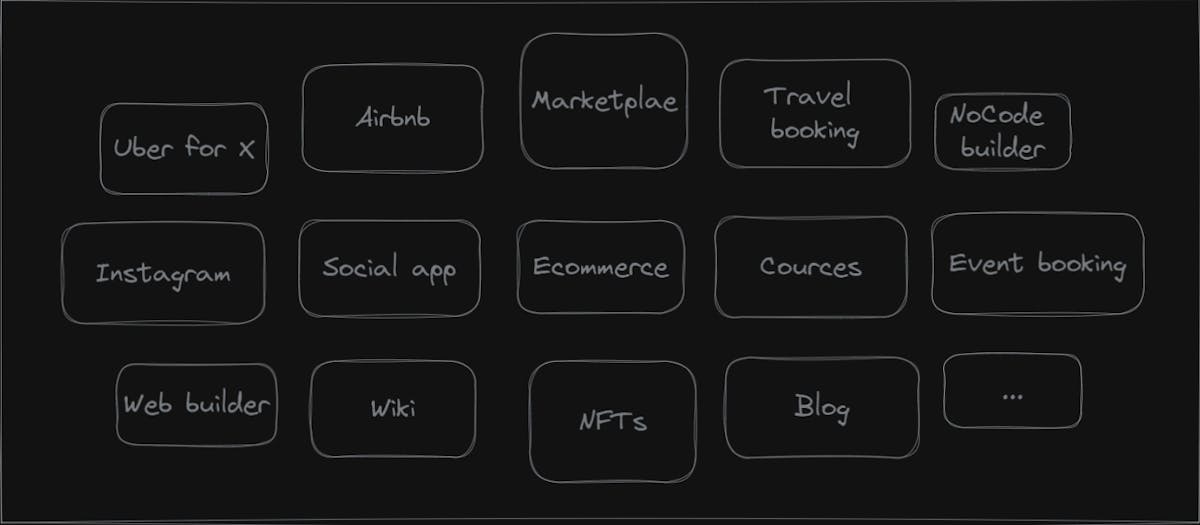 Uber for X
Airbnb
Marketplae
Travel
booking
NoCode
builder
Instagram
Social app
Ecommerce
Cources
Event booking
Web builder
Wiki
NFTs
Blog
...